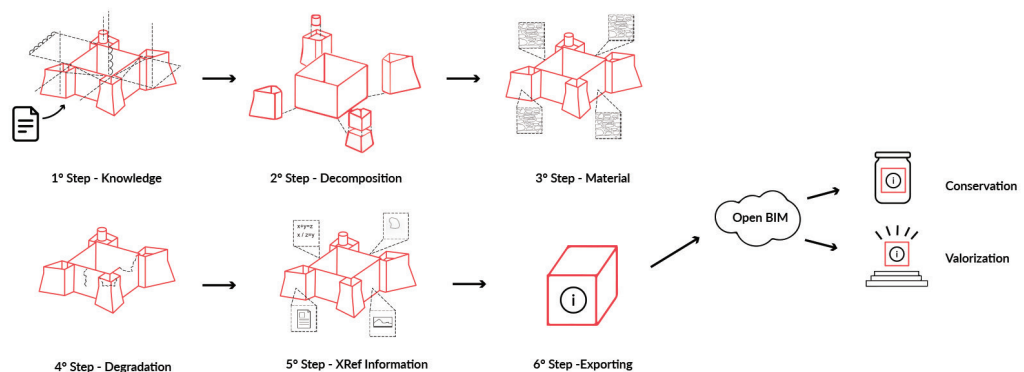 1° Step - Knowledge
2° Step - Decomposition
3° Step - Material
4° Step - Degradation
x+y=z
x / z=y
5° Step - XRef Information
6° Step -Exporting
i
Open BIM
i
Conservation
i
Valorization